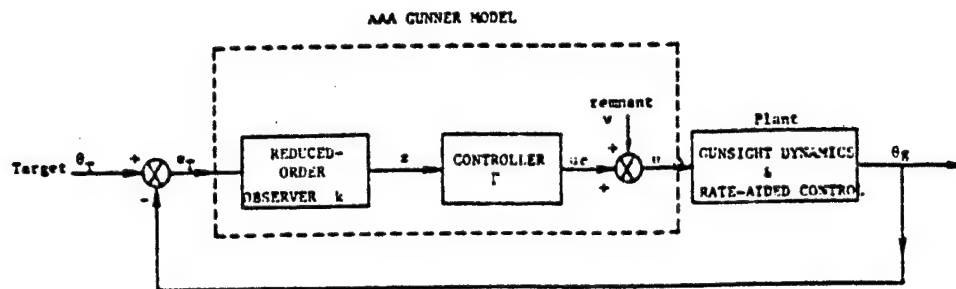 AAA GUNNER MODEL
remnant
v
Plant
Target
θT
+
-
eT
REDUCED-
ORDER
OBSERVER k
z
CONTROLLER
Γ
uc
+
+
u
GUNSIGHT DYNAMICS
&
RATE-AIDED CONTROL
θg